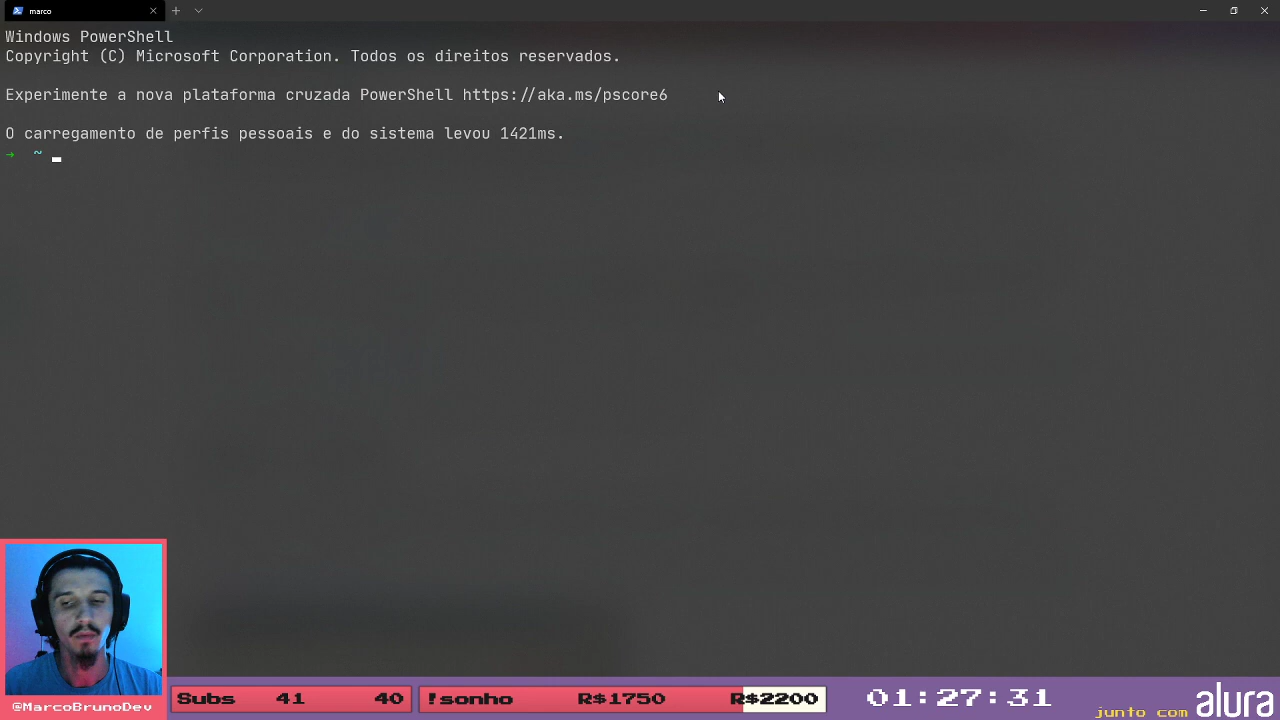 marco
Windows PowerShell
Copyright (C) Microsoft Corporation. Todos os direitos reservados.
Experimente a nova plataforma cruzada PowerShell https://aka.ms/pscore6
O carregamento de perfis pessoais e do sistema levou 1421ms.
→ ~
@MarcoBrunoDev
Subs 41 40
!sonho R$1750 R$2200
01:27:31
junto com alura